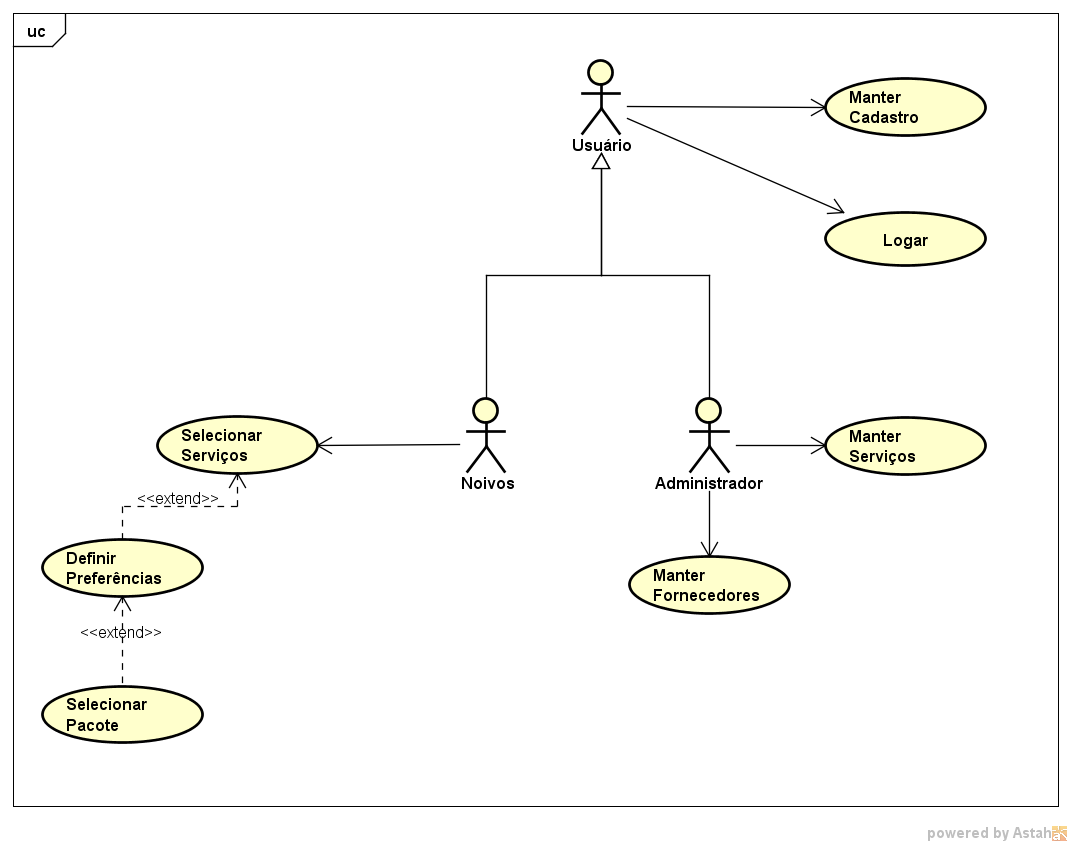 uc
Usuário
Manter
Cadastro
Logar
Selecionar
Serviços
Noivos
Administrador
Manter
Serviços
<<extend>>
Definir
Preferências
Manter
Fornecedores
<<extend>>
Selecionar
Pacote
powered by Astah